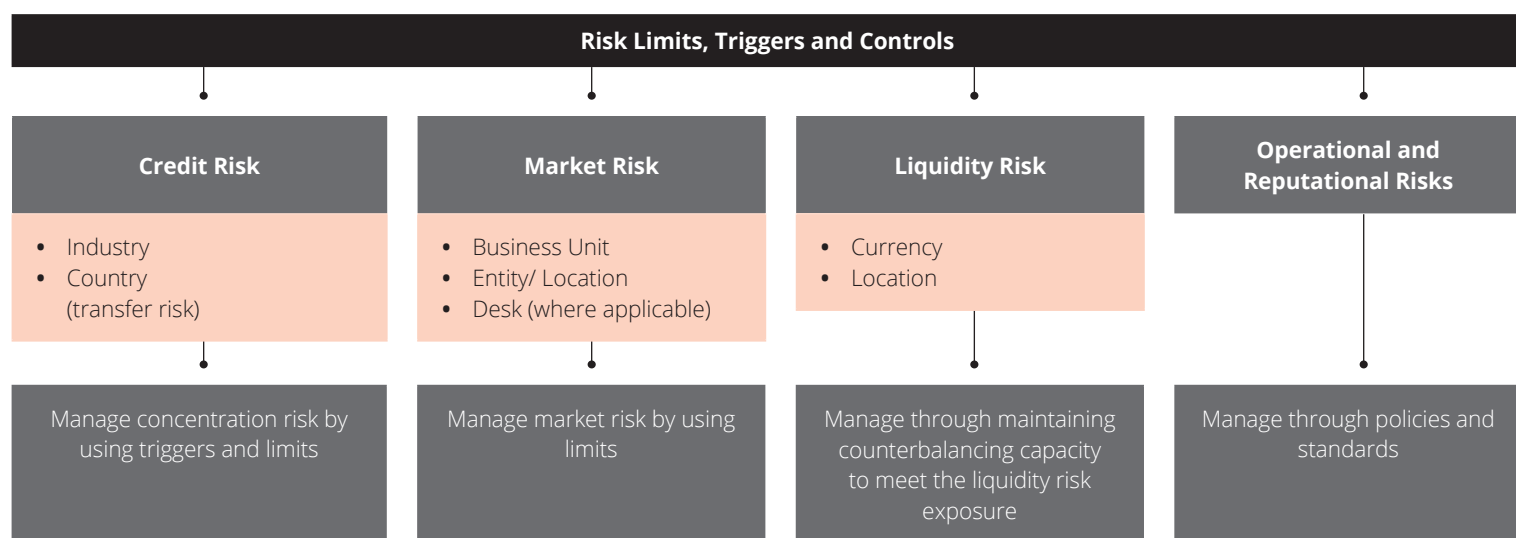 Risk Limits, Triggers and Controls
Credit Risk
• Industry
• Country
(transfer risk)
Manage concentration risk by
using triggers and limits
Market Risk
• Business Unit
• Entity/ Location
• Desk (where applicable)
Manage market risk by using
limits
Liquidity Risk
• Currency
• Location
Manage through maintaining
counterbalancing capacity
to meet the liquidity risk
exposure
Operational and
Reputational Risks
Manage through policies and
standards